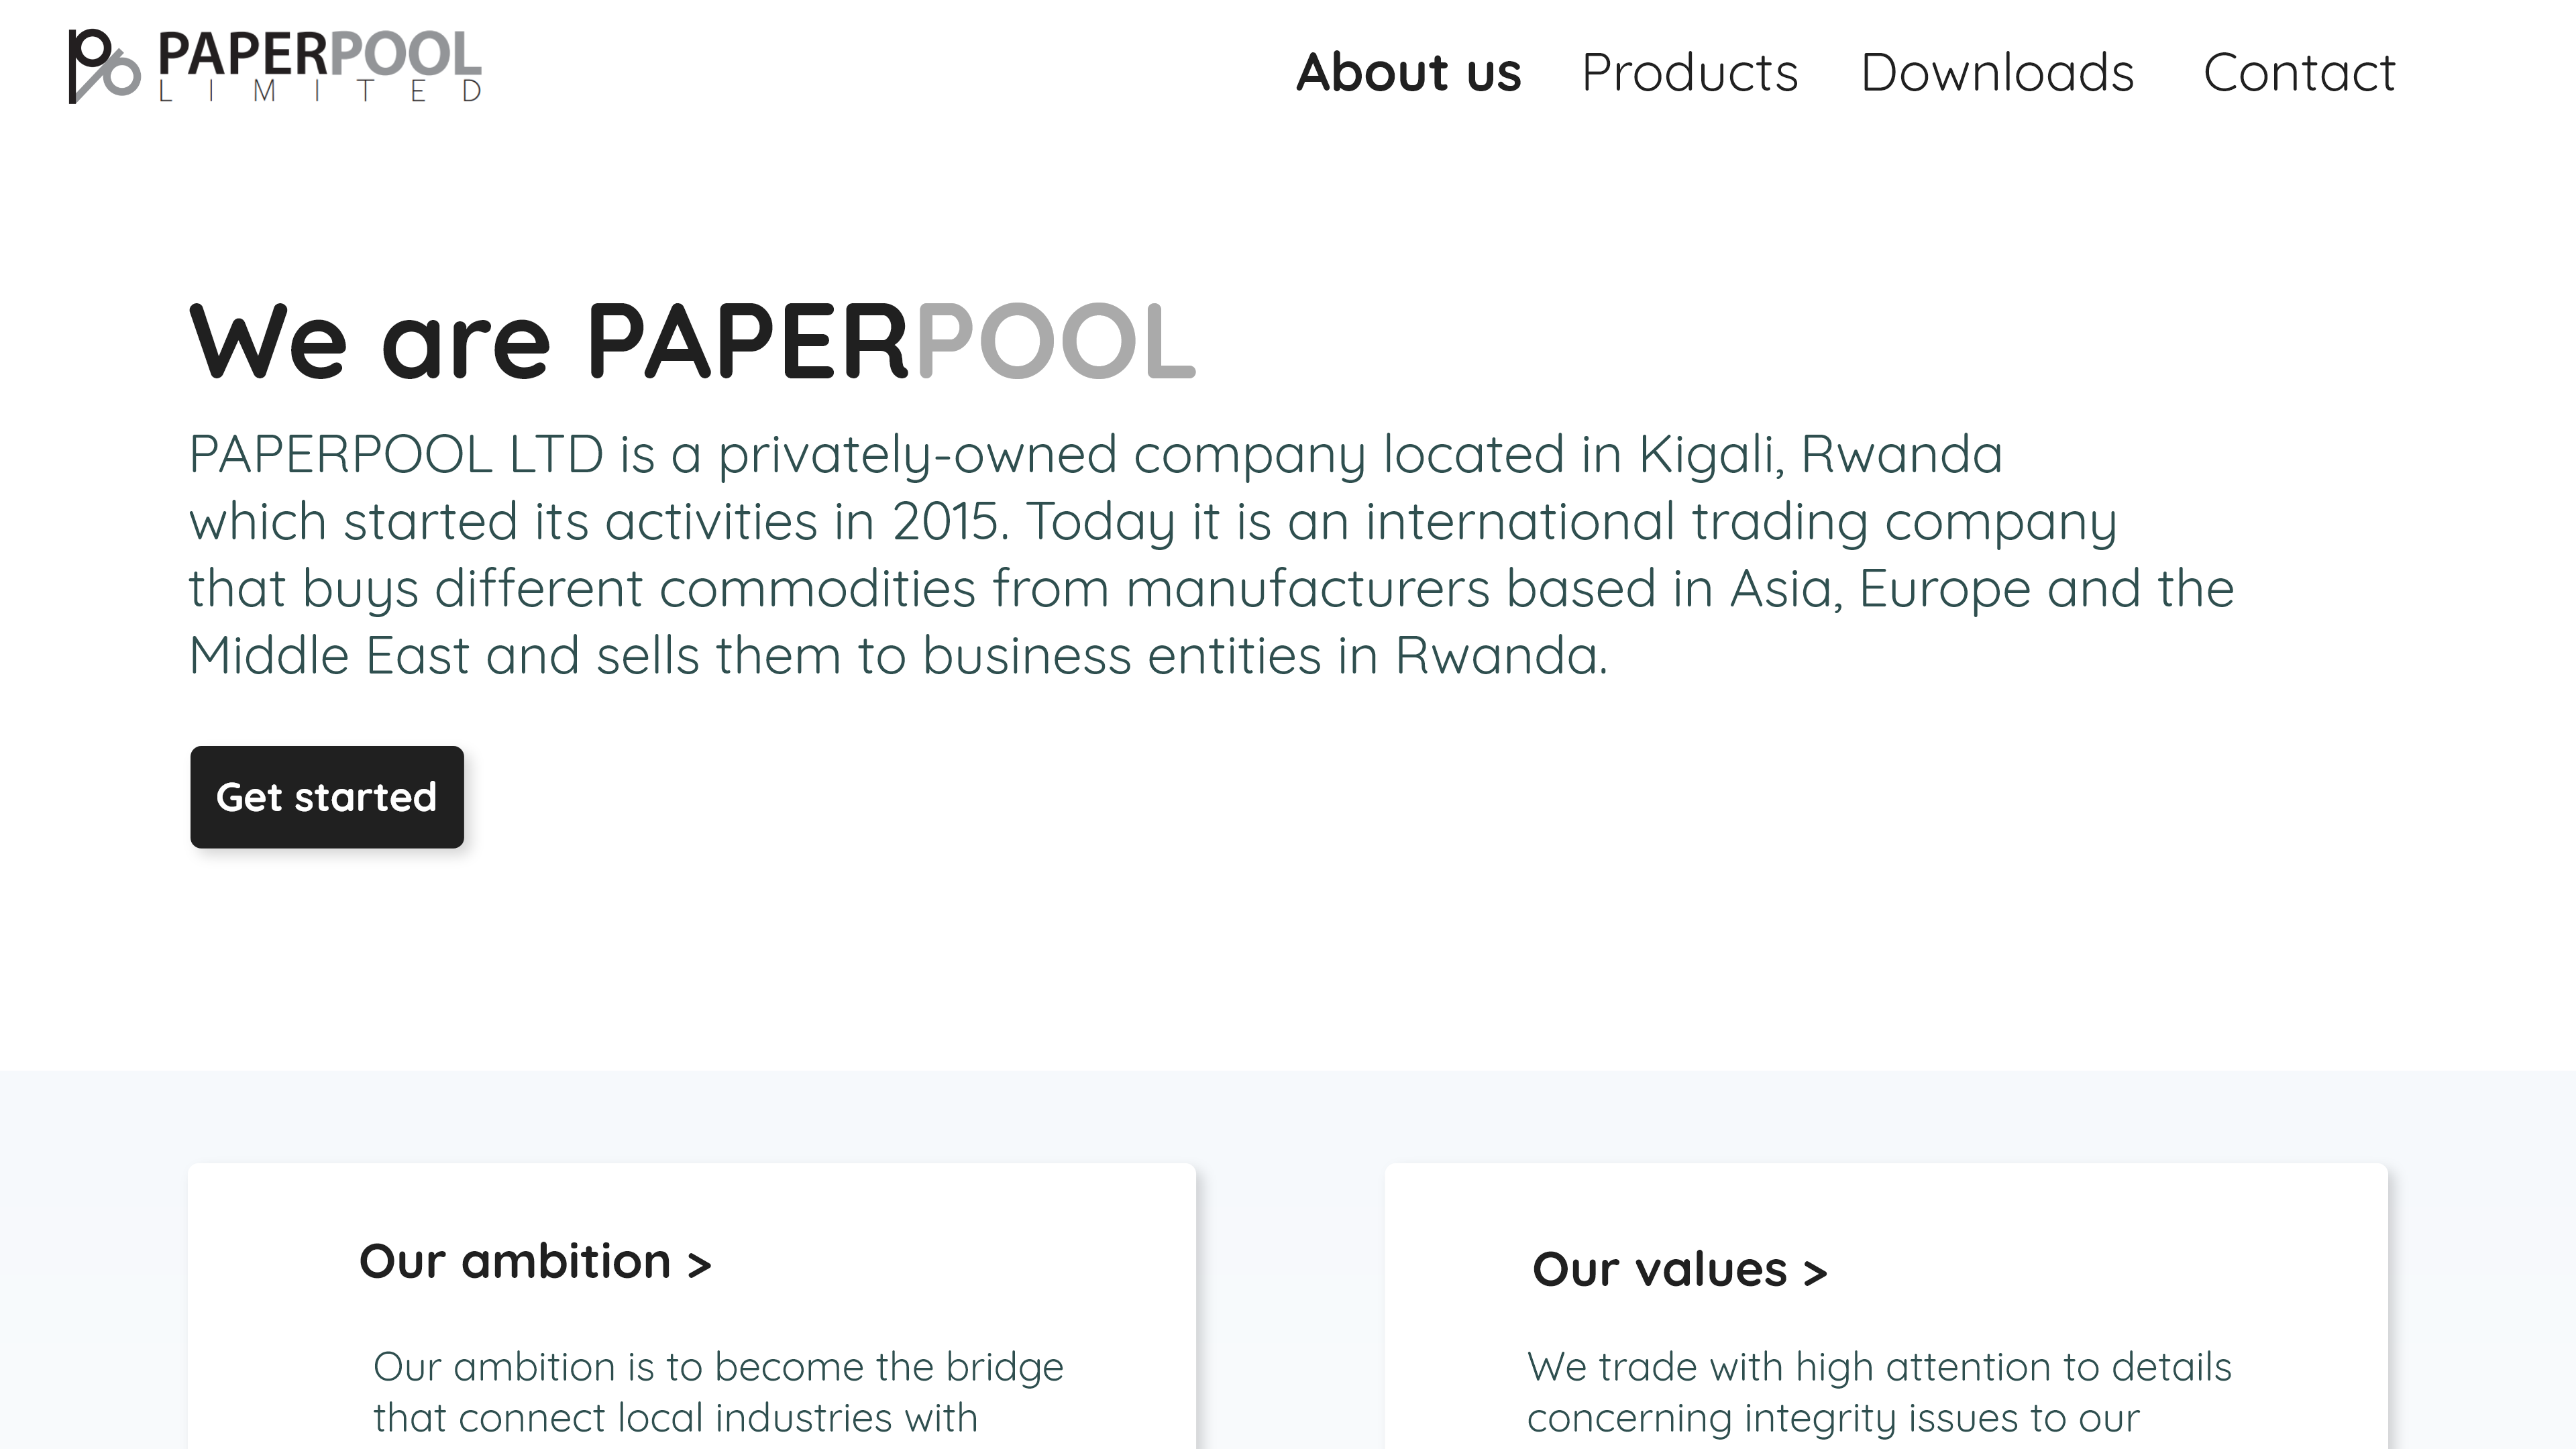 PAPERPOOL
LIMITED
About us Products Downloads Contact
We are PAPERPOOL
PAPERPOOL LTD is a privately-owned company located in Kigali, Rwanda
which started its activities in 2015. Today it is an international trading company
that buys different commodities from manufacturers based in Asia, Europe and the
Middle East and sells them to business entities in Rwanda.
Get started
Our ambition >
Our ambition is to become the bridge
that connect local industries with
Our values >
We trade with high attention to details
concerning integrity issues to our